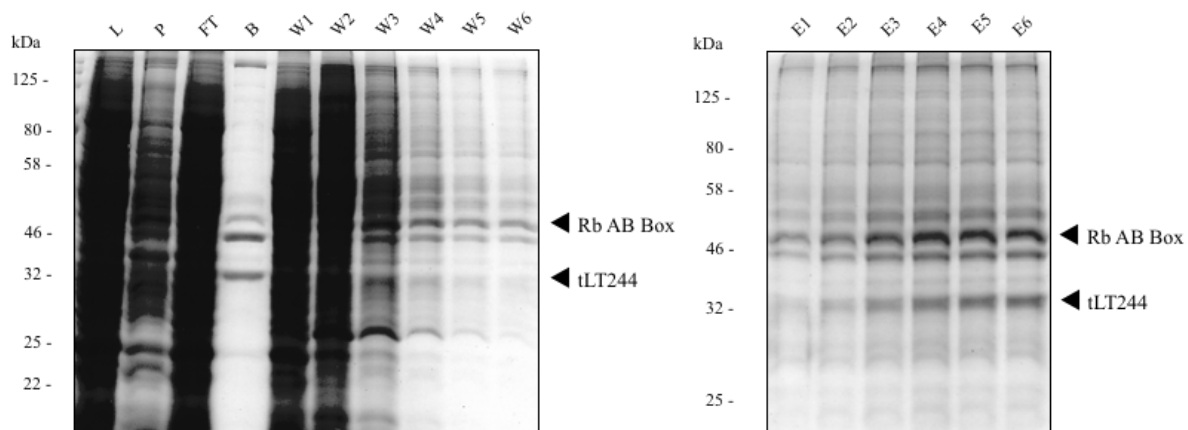 L P FT B W1 W2 W3 W4 W5 W6
kDa
125 -
80 -
58 -
46 -
32 -
25 -
22 -
Rb AB Box
tLT244
E1 E2 E3 E4 E5 E6
kDa
125 -
80 -
58 -
46 -
32 -
25 -
Rb AB Box
tLT244